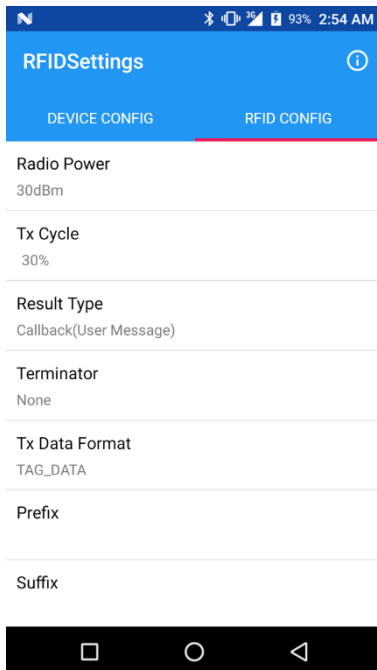 3G 93% 2:54 AM
RFIDSettings
DEVICE CONFIG RFID CONFIG
Radio Power
30dBm
Tx Cycle
30%
Result Type
Callback(User Message)
Terminator
None
Tx Data Format
TAG_DATA
Prefix
Suffix